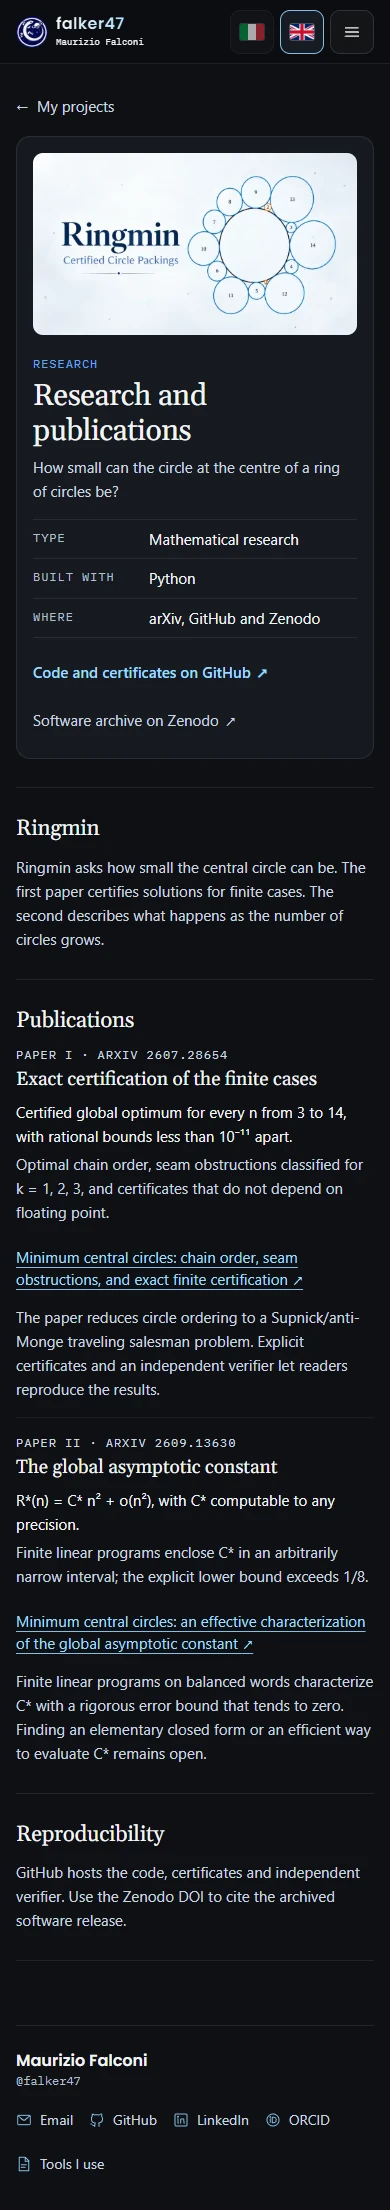 falker47
Maurizio Falconi
← My projects
Ringmin
Certified Circle Packings
9
13
8
2
7
3
10
14
6
4
11
5
12
RESEARCH
Research and
publications
How small can the circle at the centre of a ring
of circles be?
TYPE Mathematical research
BUILT WITH Python
WHERE arXiv, GitHub and Zenodo
Code and certificates on GitHub ↗
Software archive on Zenodo ↗
Ringmin
Ringmin asks how small the central circle can be. The
first paper certifies solutions for finite cases. The
second describes what happens as the number of
circles grows.
Publications
PAPER I · ARXIV 2607.28654
Exact certification of the finite cases
Certified global optimum for every n from 3 to 14,
with rational bounds less than 10⁻¹¹ apart.
Optimal chain order, seam obstructions classified for
k = 1, 2, 3, and certificates that do not depend on
floating point.
Minimum central circles: chain order, seam
obstructions, and exact finite certification ↗
The paper reduces circle ordering to a Supnick/anti-
Monge traveling salesman problem. Explicit
certificates and an independent verifier let readers
reproduce the results.
PAPER II · ARXIV 2609.13630
The global asymptotic constant
R*(n) = C* n² + o(n²), with C* computable to any
precision.
Finite linear programs enclose C* in an arbitrarily
narrow interval; the explicit lower bound exceeds 1/8.
Minimum central circles: an effective characterization
of the global asymptotic constant ↗
Finite linear programs on balanced words characterize
C* with a rigorous error bound that tends to zero.
Finding an elementary closed form or an efficient way
to evaluate C* remains open.
Reproducibility
GitHub hosts the code, certificates and independent
verifier. Use the Zenodo DOI to cite the archived
software release.
Maurizio Falconi
@falker47
Email GitHub LinkedIn ORCID
Tools I use